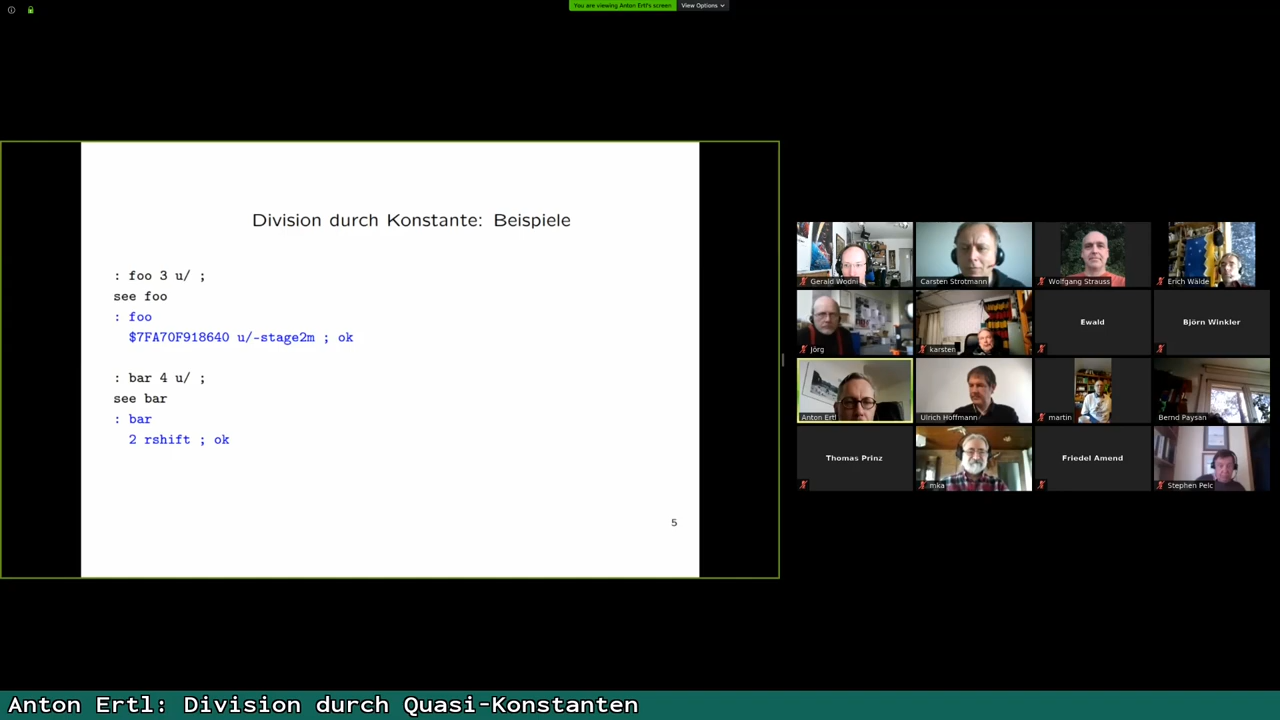 You are viewing Anton Ertl's screen
View Options
Division durch Konstante: Beispiele
: foo 3 u/ ;
see foo
: foo
$7FA70F918640 u/-stage2m ; ok
: bar 4 u/ ;
see bar
: bar
2 rshift ; ok
5
Gerald Wodni
Carsten Strotmann
Wolfgang Strauss
Erich Wälde
Jörg
karsten
Ewald
Björn Winkler
Anton Ertl
Ulrich Hoffmann
martin
Bernd Paysan
Thomas Prinz
mka
Friedel Amend
Stephen Pelc
Anton Ertl: Division durch Quasi-Konstanten